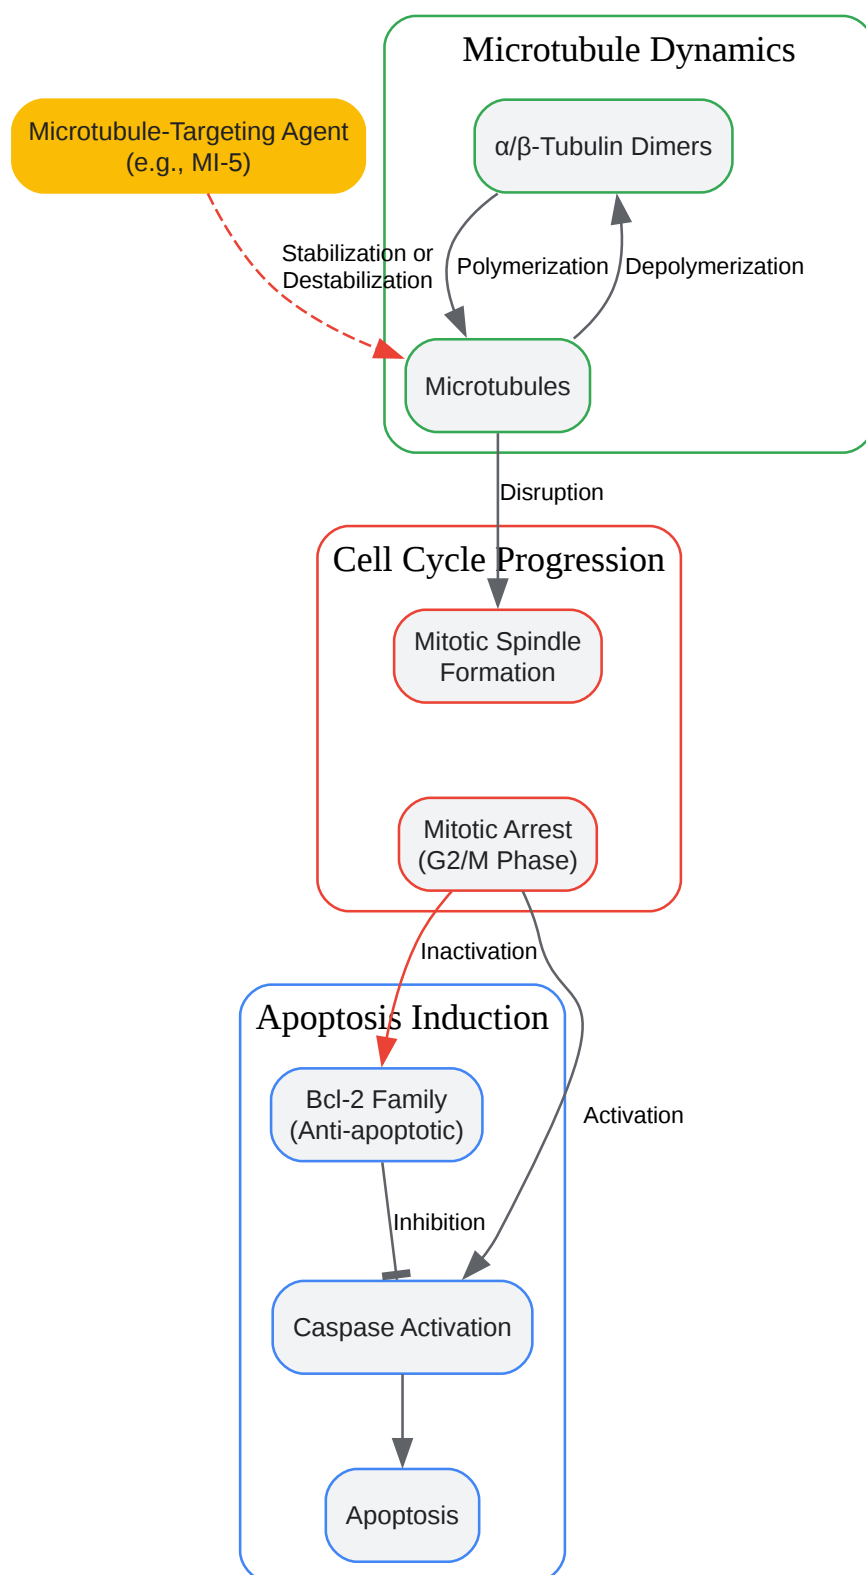 Microtubule Dynamics
Microtubule-Targeting Agent
(e.g., MI-5)
α/β-Tubulin Dimers
Stabilization or
Destabilization
Polymerization
Depolymerization
Microtubules
Disruption
Cell Cycle Progression
Mitotic Spindle
Formation
Mitotic Arrest
(G2/M Phase)
Inactivation
Apoptosis Induction
Bcl-2 Family
(Anti-apoptotic)
Activation
Inhibition
Caspase Activation
Apoptosis